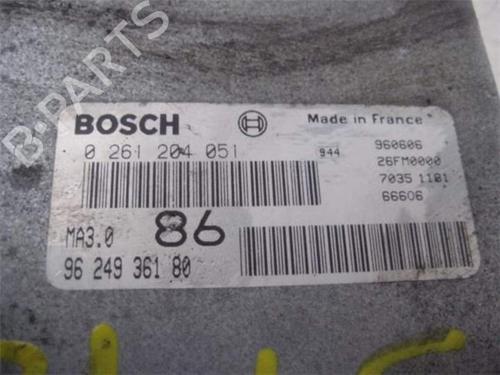 B-PARTS
BOSCH
Made in France
0 261 204 051
944
960606
26FM0000
7035 1101
66606
MA3.0
86
96 249 361 80